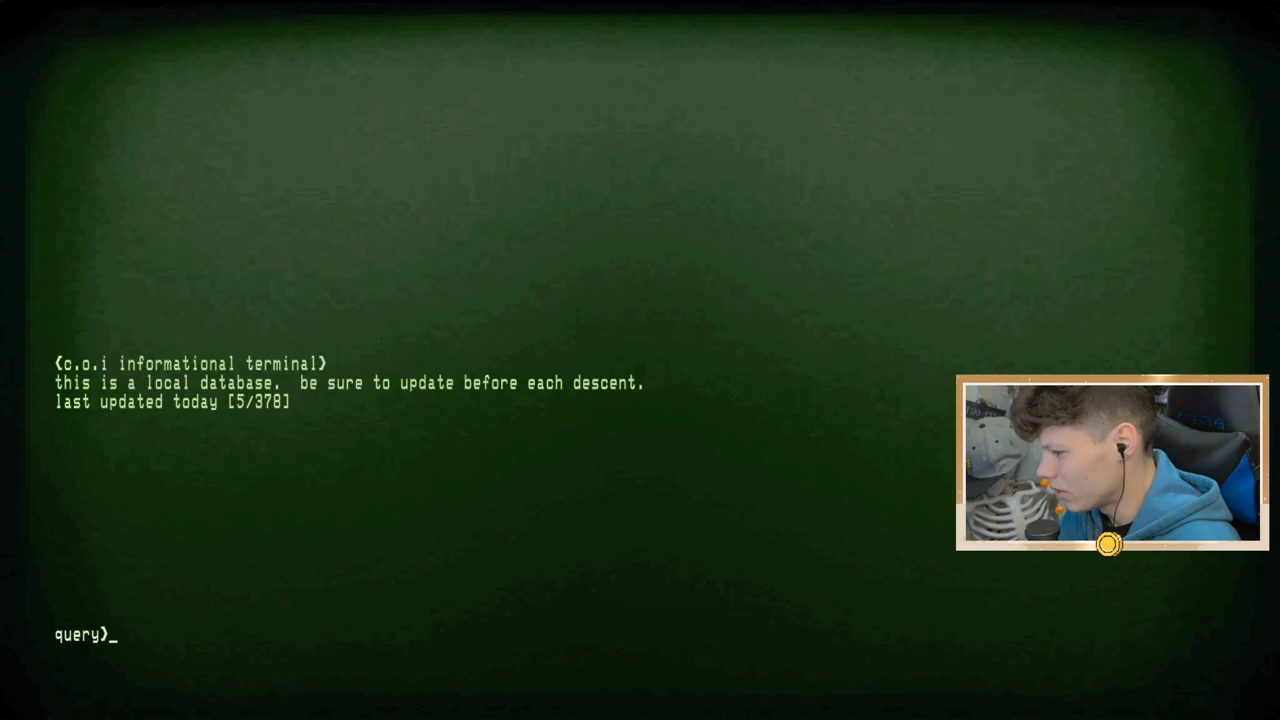 {c.o.i informational terminal}
this is a local database.  be sure to update before each descent.
last updated today [5/378]
query}_